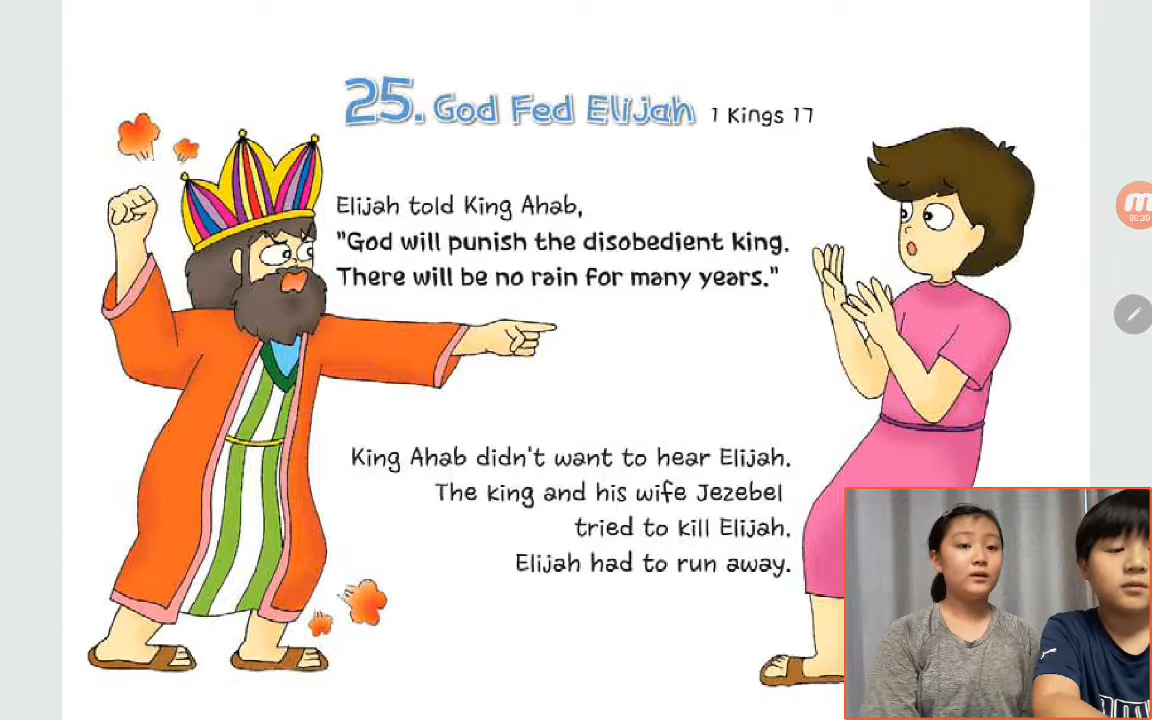 25. God Fed Elijah 1 Kings 17
Elijah told King Ahab,
"God will punish the disobedient king.
There will be no rain for many years."
King Ahab didn't want to hear Elijah.
The king and his wife Jezebel
tried to kill Elijah.
Elijah had to run away.
00:30